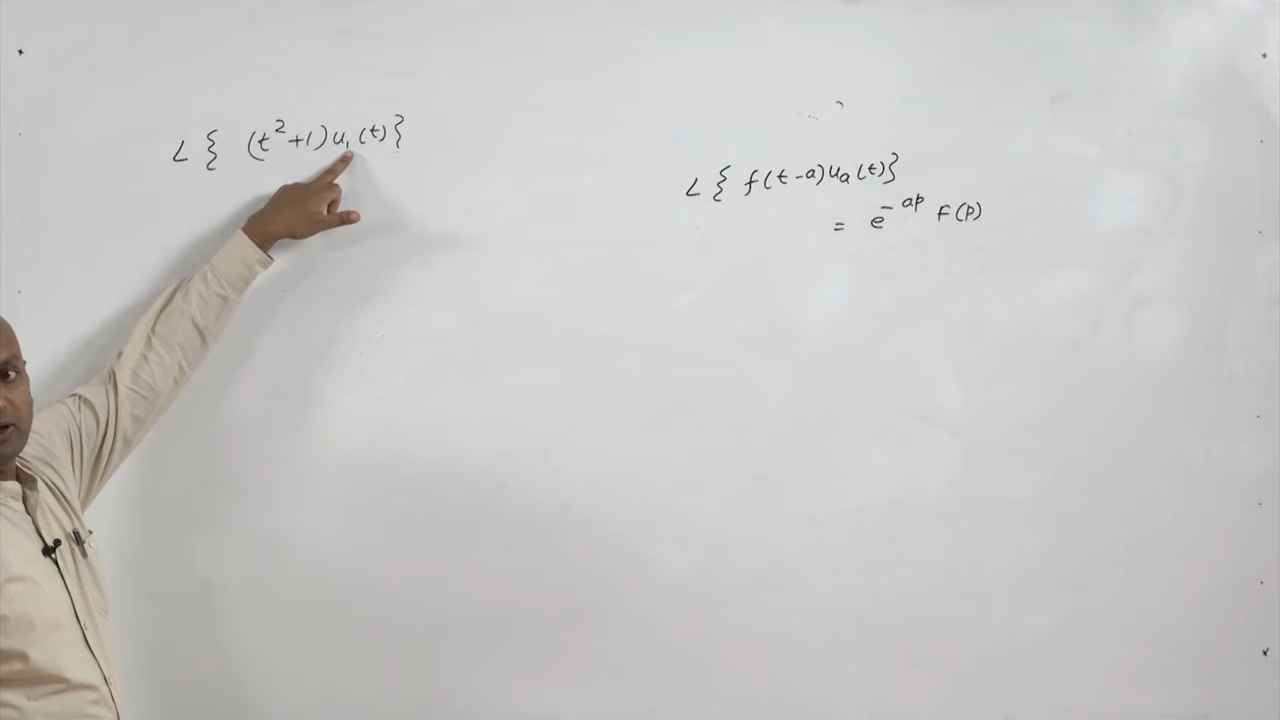 L { (t²+1)u₁(t)}
L { f(t-a)uₐ(t)}
= e^{-ap} F(p)